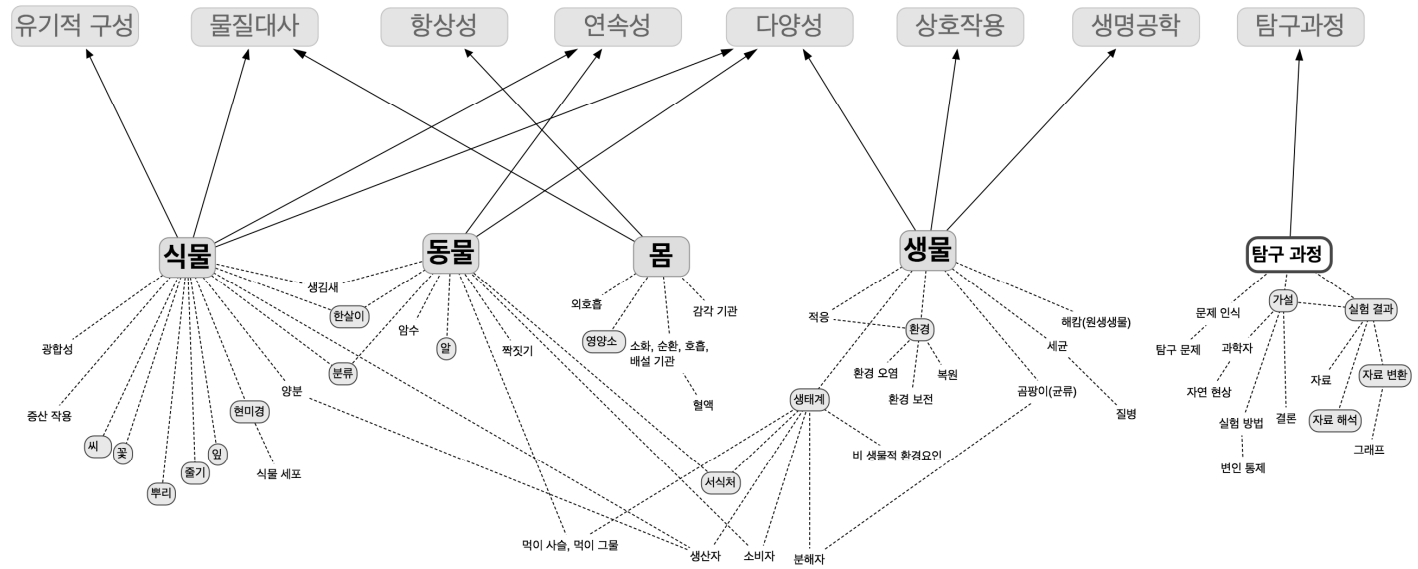 유기적 구성
물질대사
항상성
연속성
다양성
상호작용
생명공학
탐구과정
식물
동물
몸
생물
탐구 과정
생김새
한살이
광합성
증산 작용
씨
꽃
뿌리
줄기
잎
현미경
식물 세포
양분
분류
암수
알
짝짓기
외호흡
영양소
소화, 순환, 호흡,
배설 기관
감각 기관
혈액
적응
환경
환경 오염
환경 보전
복원
해캄(원생생물)
세균
곰팡이(균류)
질병
생태계
비 생물적 환경요인
서식처
먹이 사슬, 먹이 그물
생산자
소비자
분해자
문제 인식
탐구 문제
가설
과학자
자연 현상
실험 방법
변인 통제
결론
실험 결과
자료
자료 변환
자료 해석
그래프